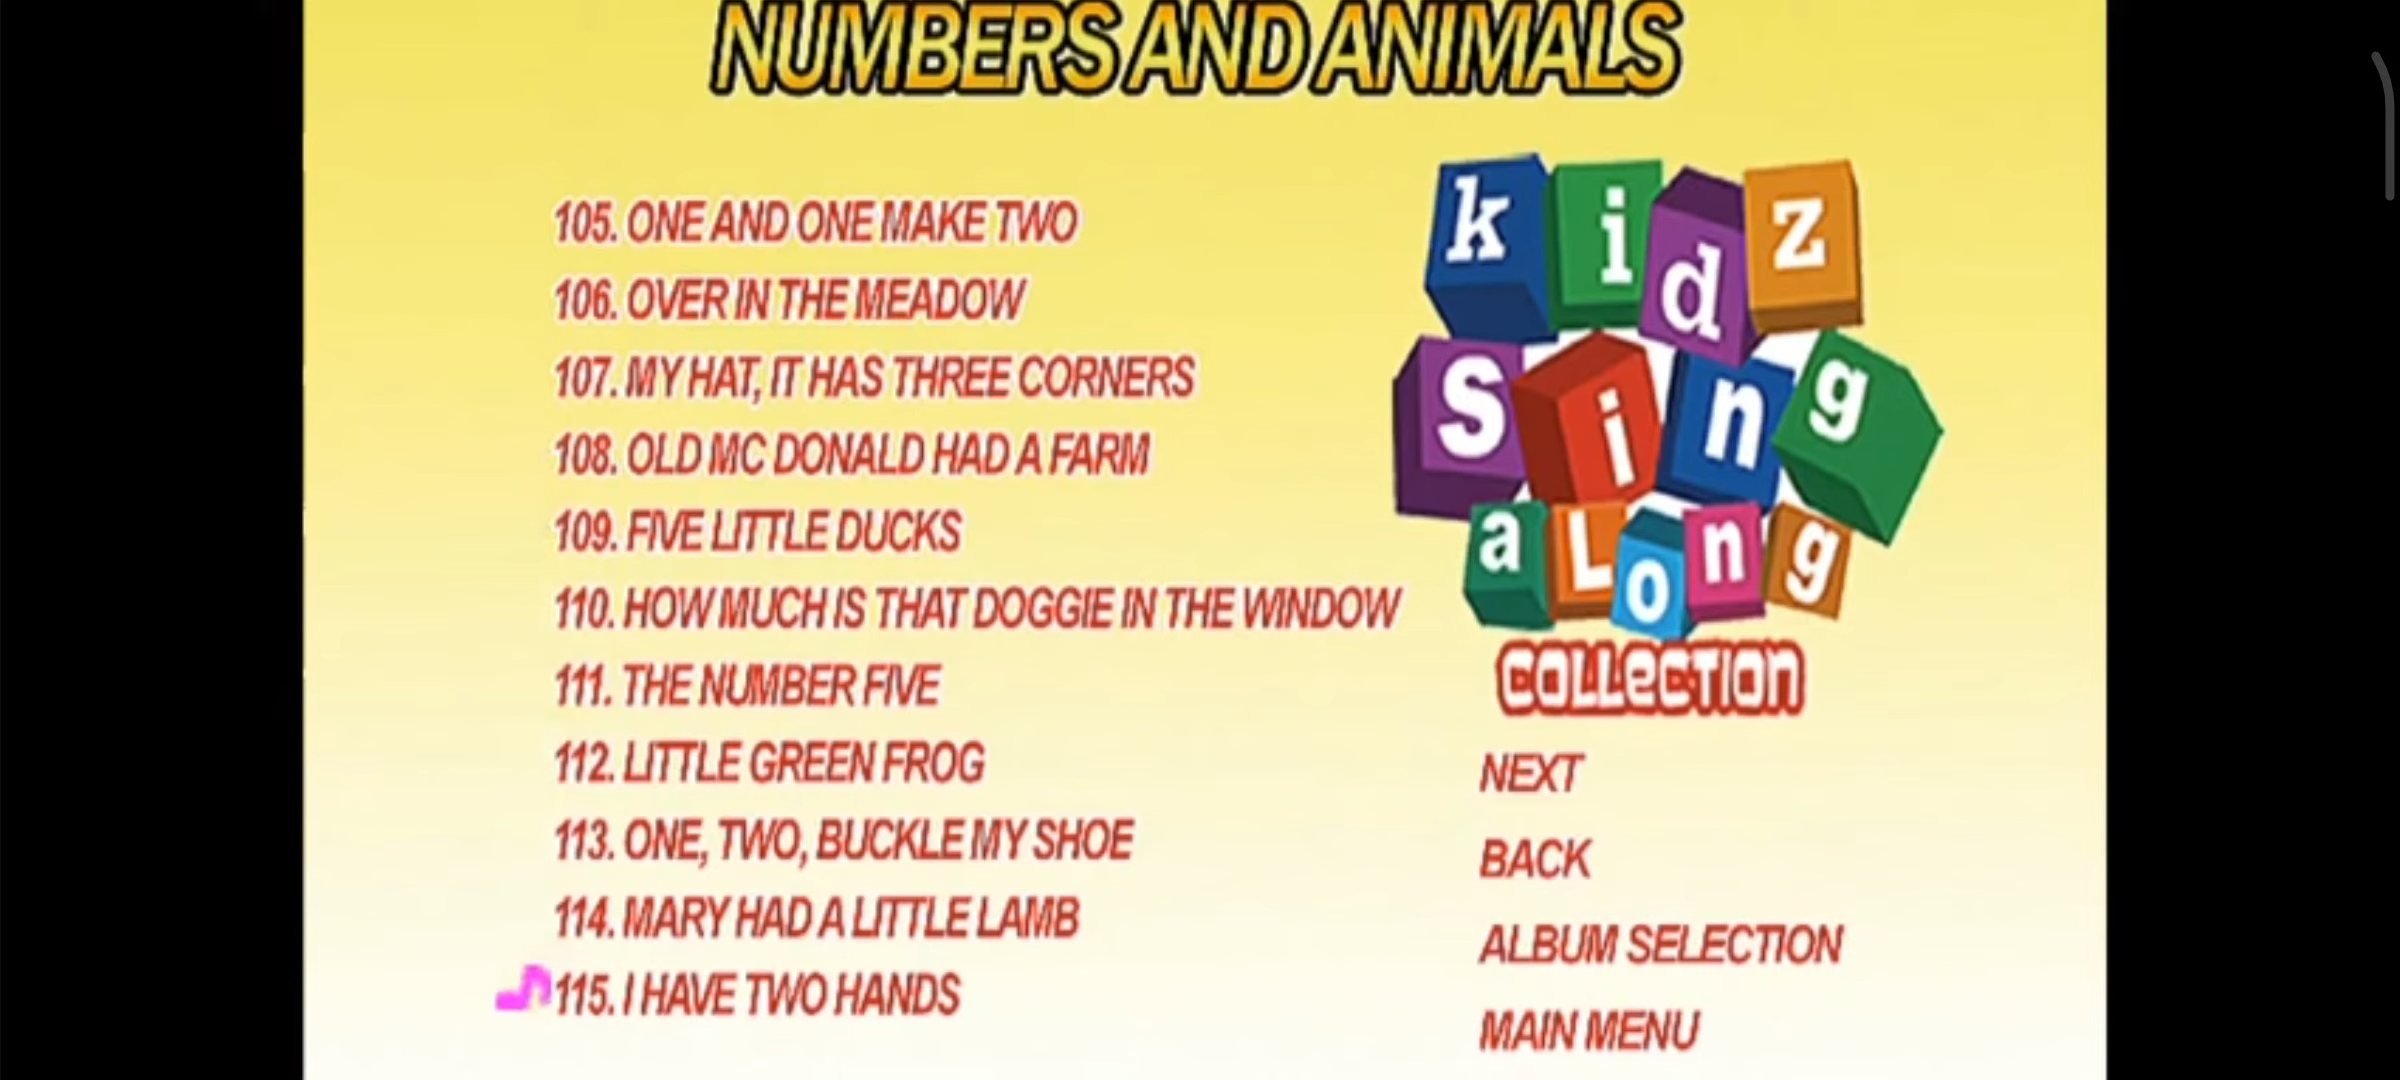 NUMBERS AND ANIMALS
105. ONE AND ONE MAKE TWO
106. OVER IN THE MEADOW
107. MY HAT, IT HAS THREE CORNERS
108. OLD MC DONALD HAD A FARM
109. FIVE LITTLE DUCKS
110. HOW MUCH IS THAT DOGGIE IN THE WINDOW
111. THE NUMBER FIVE
112. LITTLE GREEN FROG
113. ONE, TWO, BUCKLE MY SHOE
114. MARY HAD A LITTLE LAMB
115. I HAVE TWO HANDS
kidz
Sing
aLong
COLLeCTION
NEXT
BACK
ALBUM SELECTION
MAIN MENU